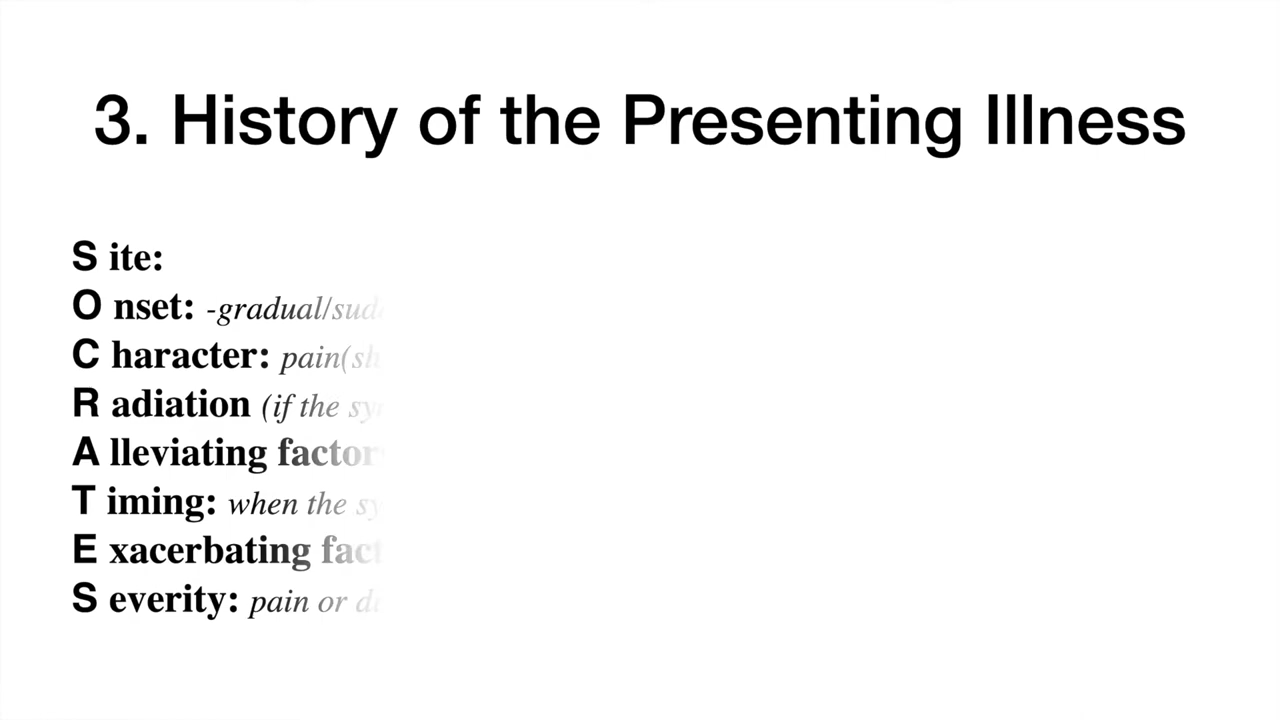 3. History of the Presenting Illness
S ite:
O nset: -gradual/
C haracter:
R adiation (if the
A lleviating factors
T iming: when the
E xacerbating
S everity: pain or